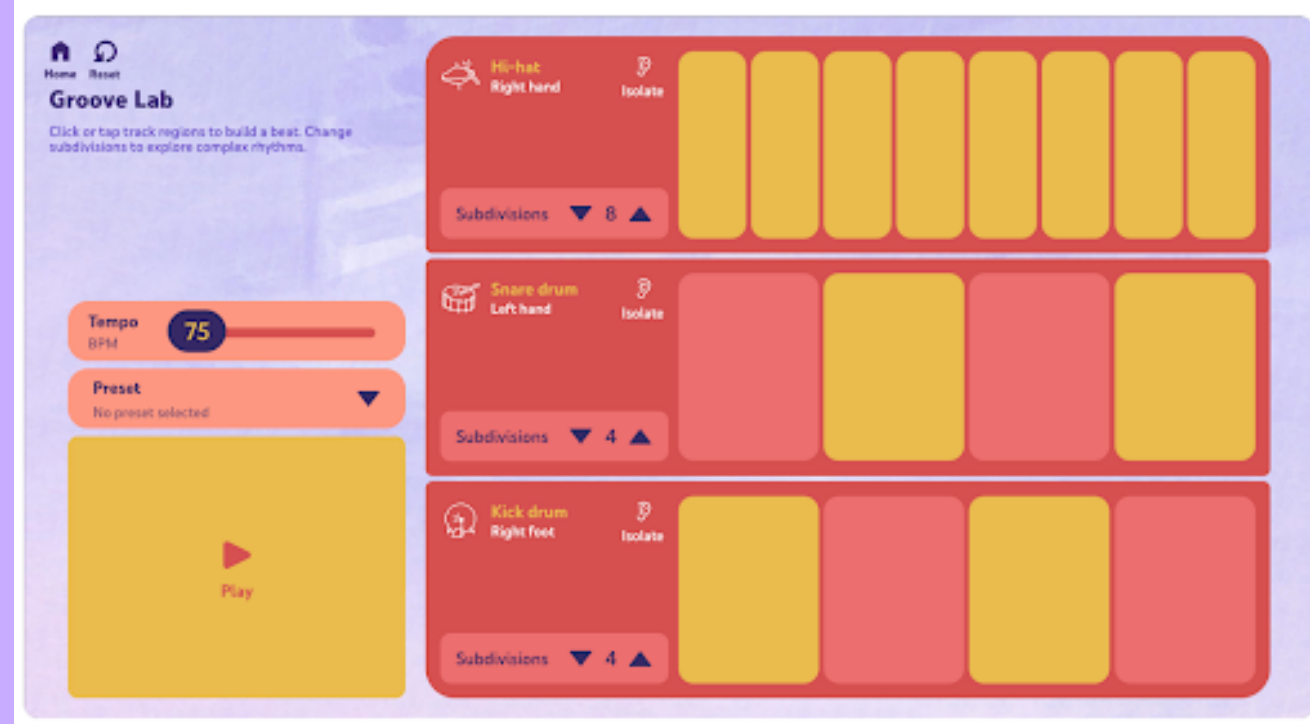 Home Reset
Groove Lab
Click or tap track regions to build a beat. Change
subdivisions to explore complex rhythms.
Tempo
BPM
75
Preset
No preset selected
Play
Hi-hat
Right hand
Isolate
Subdivisions 8
Snare drum
Left hand
Isolate
Subdivisions 4
Kick drum
Right foot
Isolate
Subdivisions 4